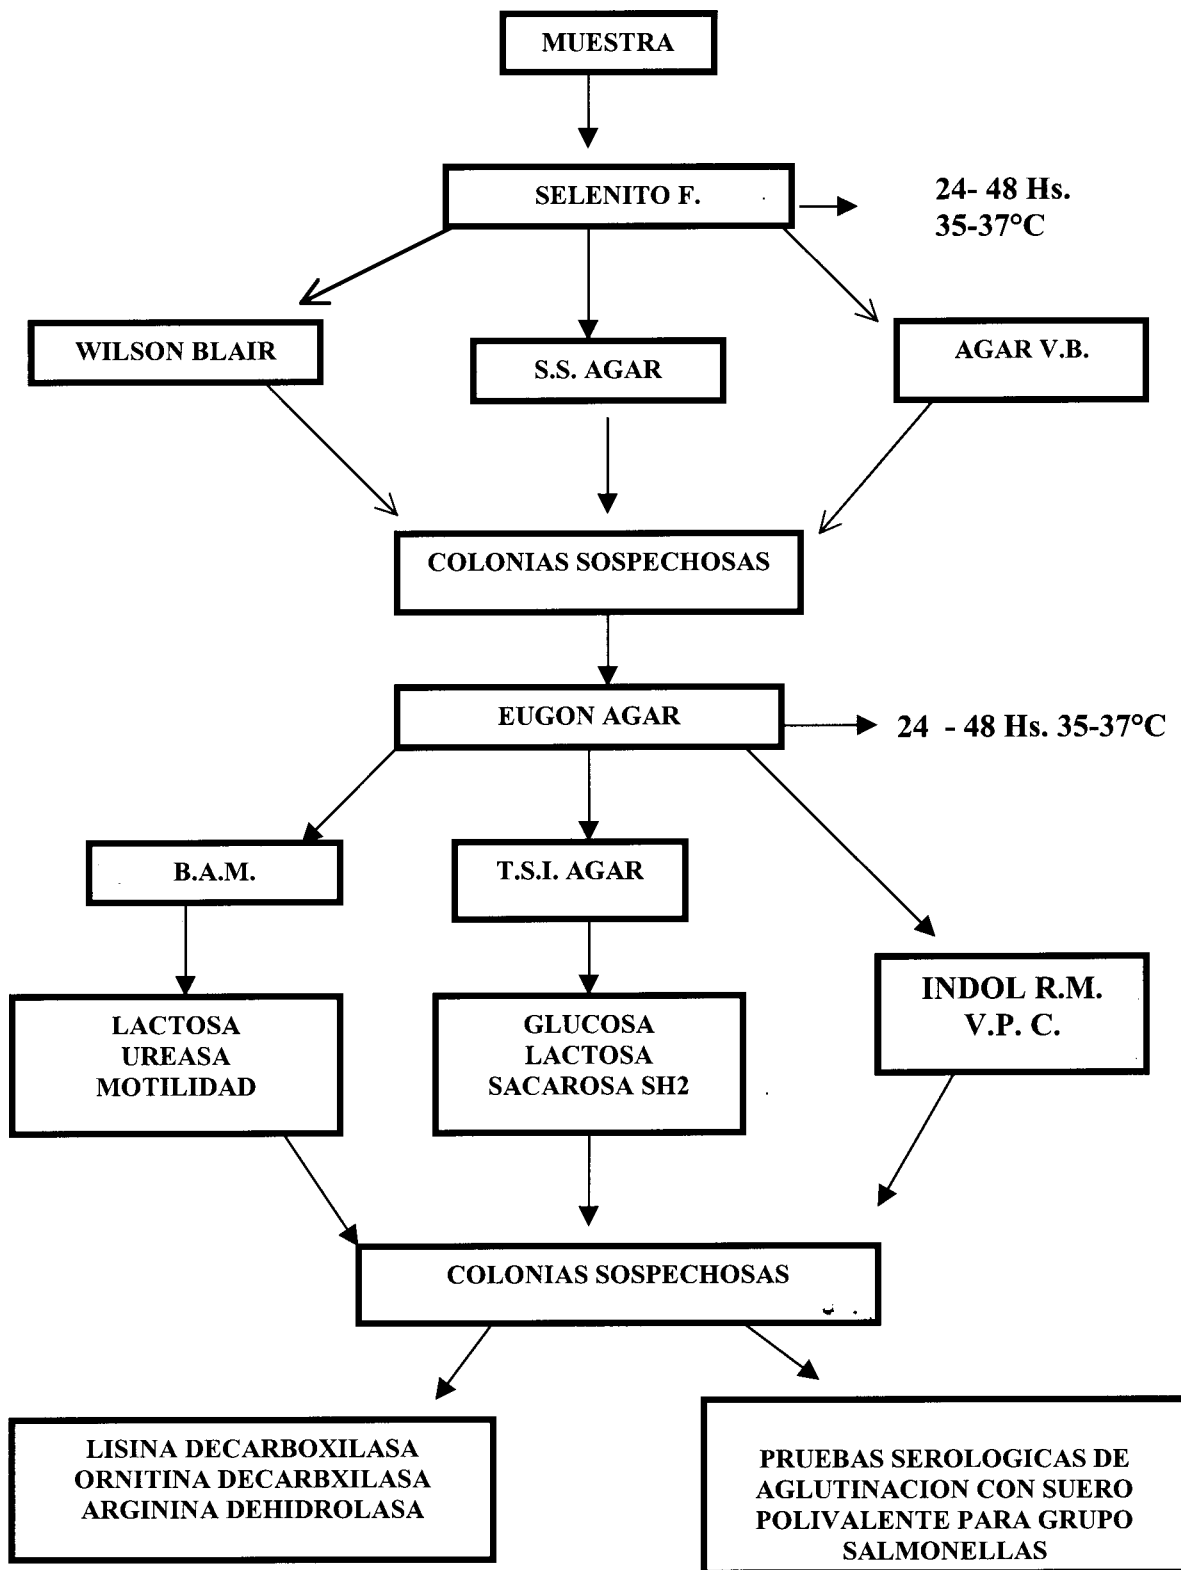 MUESTRA
SELENITO F.
24- 48 Hs.
35-37°C
WILSON BLAIR
S.S. AGAR
AGAR V.B.
COLONIAS SOSPECHOSAS
EUGON AGAR
24 - 48 Hs. 35-37°C
B.A.M.
T.S.I. AGAR
INDOL R.M.
V.P. C.
LACTOSA
UREASA
MOTILIDAD
GLUCOSA
LACTOSA
SACAROSA SH2
COLONIAS SOSPECHOSAS
LISINA DECARBOXILASA
ORNITINA DECARBXILASA
ARGININA DEHIDROLASA
PRUEBAS SEROLOGICAS DE
AGLUTINACION CON SUERO
POLIVALENTE PARA GRUPO
SALMONELLAS